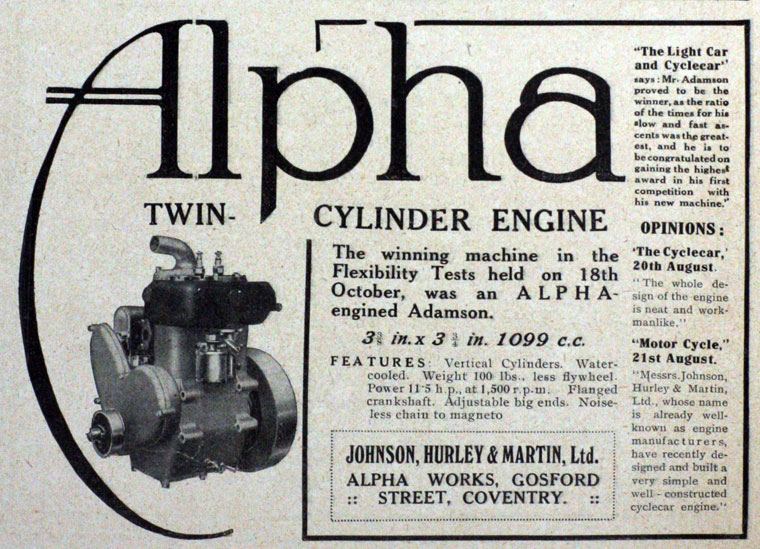 Alpha
TWIN- CYLINDER ENGINE
The winning machine in the
Flexibility Tests held on 18th
October, was an ALPHA-
engined Adamson.
3⅜ in. x 3¾ in. 1099 c.c.
FEATURES: Vertical Cylinders. Water-
cooled. Weight 100 lbs., less flywheel.
Power 11·5 h.p., at 1,500 r.p.m. Flanged
crankshaft. Adjustable big ends. Noise-
less chain to magneto
JOHNSON, HURLEY & MARTIN, Ltd.
ALPHA WORKS, GOSFORD
:: STREET, COVENTRY. ::
"The Light Car
and Cyclecar"
says: Mr. Adamson
proved to be the
winner, as the ratio
of the times for his
slow and fast as-
cents was the great-
est, and he is to
be congratulated on
gaining the highest
award in his first
competition with
his new machine."
OPINIONS:
'The Cyclecar,'
20th August.
"The whole de-
sign of the engine
is neat and work-
manlike."
"Motor Cycle,"
21st August.
"Messrs. Johnson,
Hurley & Martin,
Ltd., whose name
is already well-
known as engine
manufacturers,
have recently de-
signed and built a
very simple and
well-constructed
cyclecar engine."